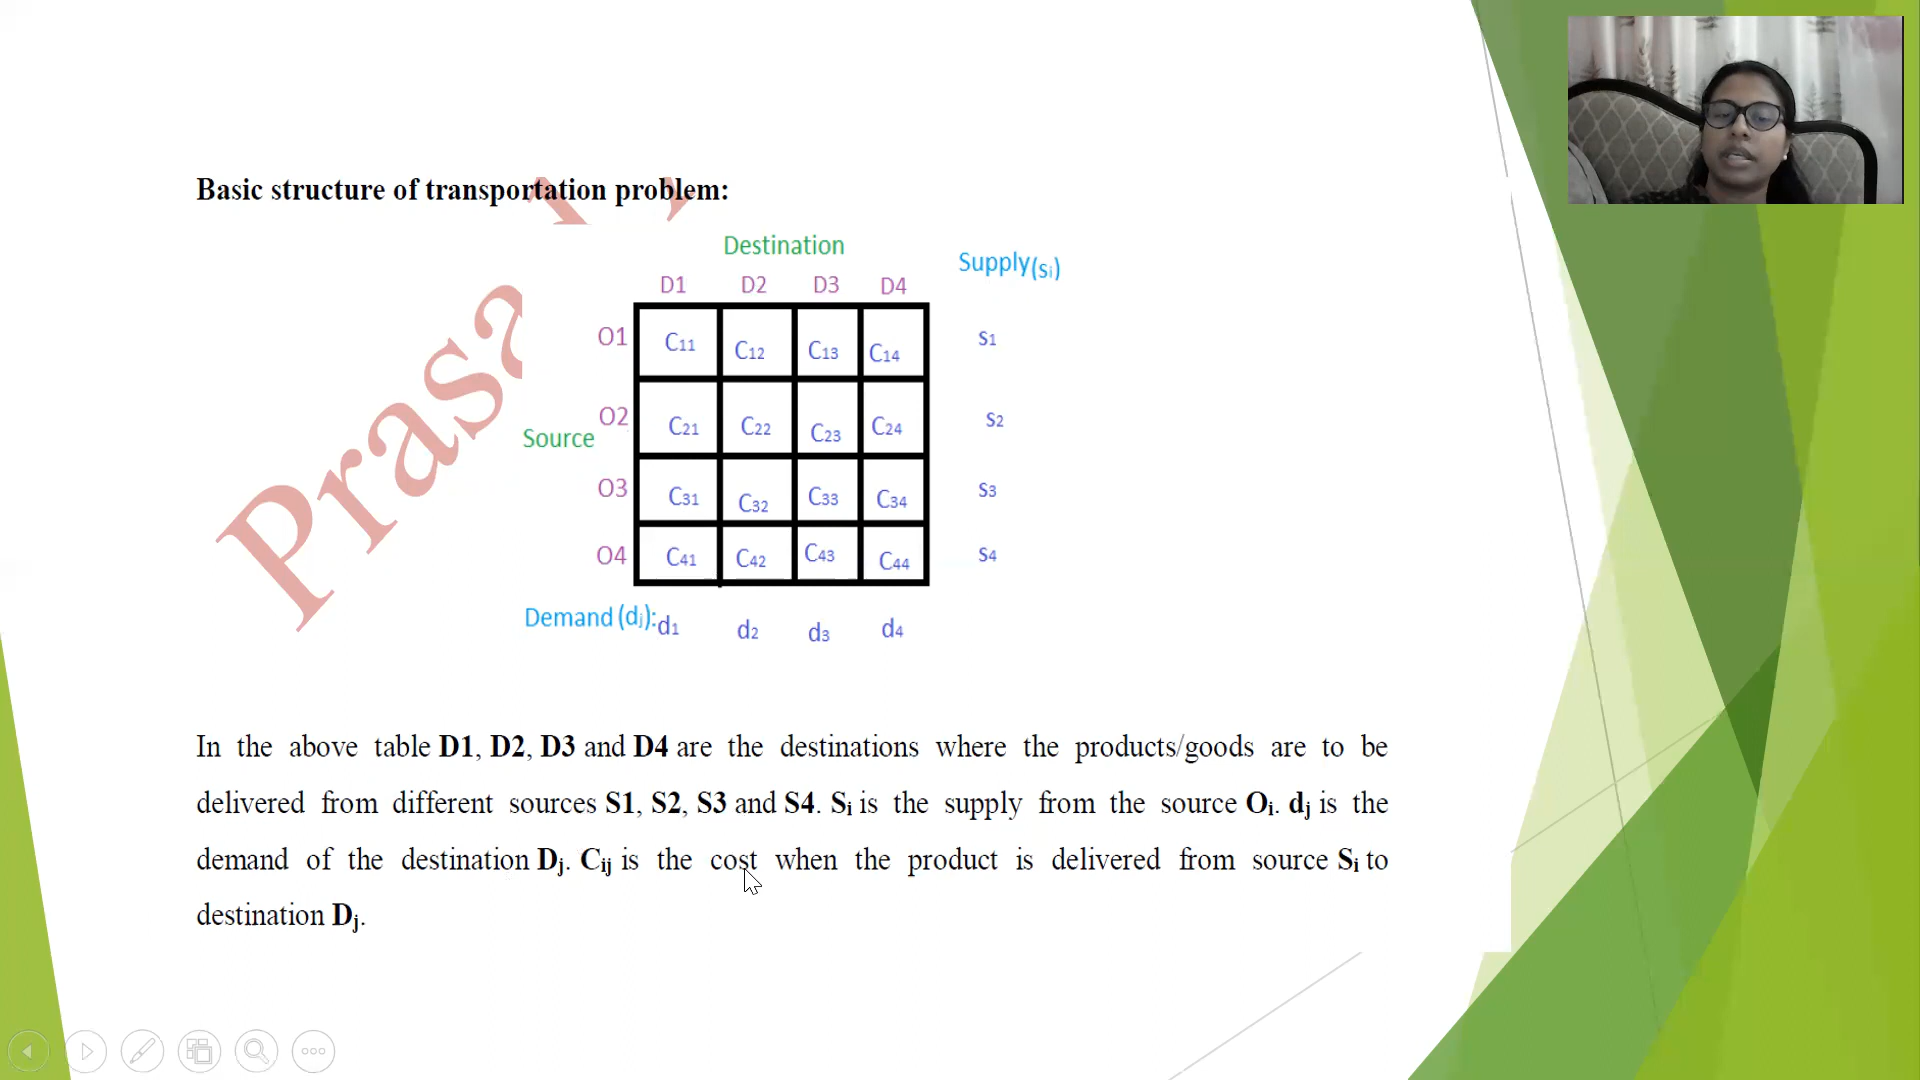 Basic structure of transportation problem:
Destination
Supply(si)
D1 D2 D3 D4
O1 C11 C12 C13 C14 s1
O2 C21 C22 C23 C24 s2
Source
O3 C31 C32 C33 C34 s3
O4 C41 C42 C43 C44 s4
Demand (dj): d1 d2 d3 d4
In the above table D1, D2, D3 and D4 are the destinations where the products/goods are to be
delivered from different sources S1, S2, S3 and S4. Si is the supply from the source Oi. dj is the
demand of the destination Dj. Cij is the cost when the product is delivered from source Si to
destination Dj.
Prasa